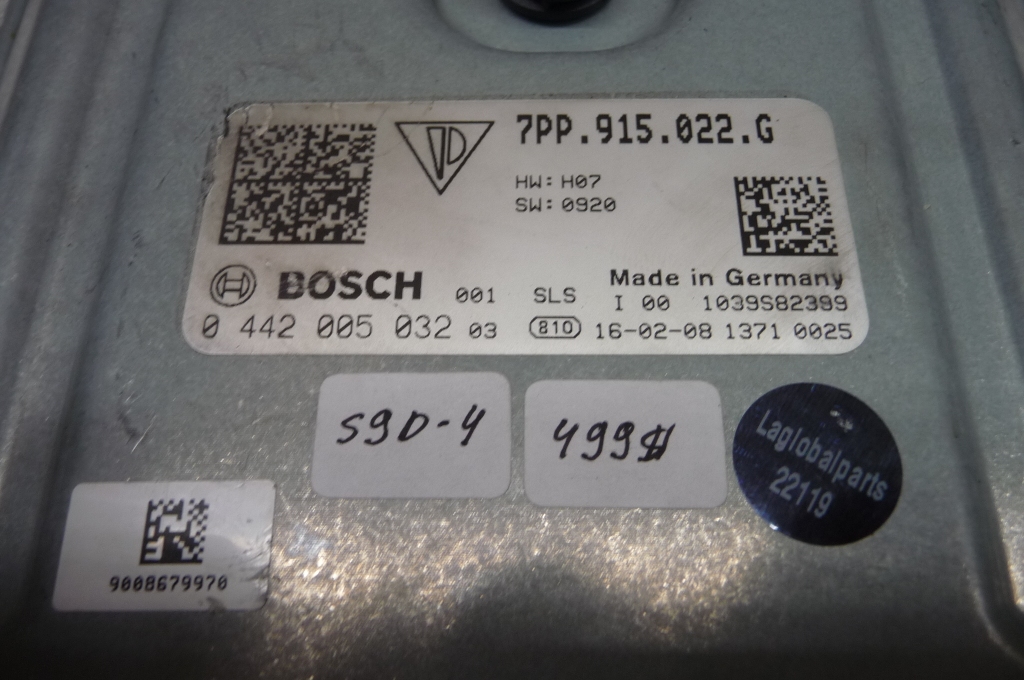 7PP.915.022.G
HW: H07
SW: 0920
BOSCH 001 SLS
Made in Germany
I 00 1039S82399
0 442 005 032 03 810 16-02-08 1371 0025
S9D-4
499$
Laglobalparts
22119
9008679970